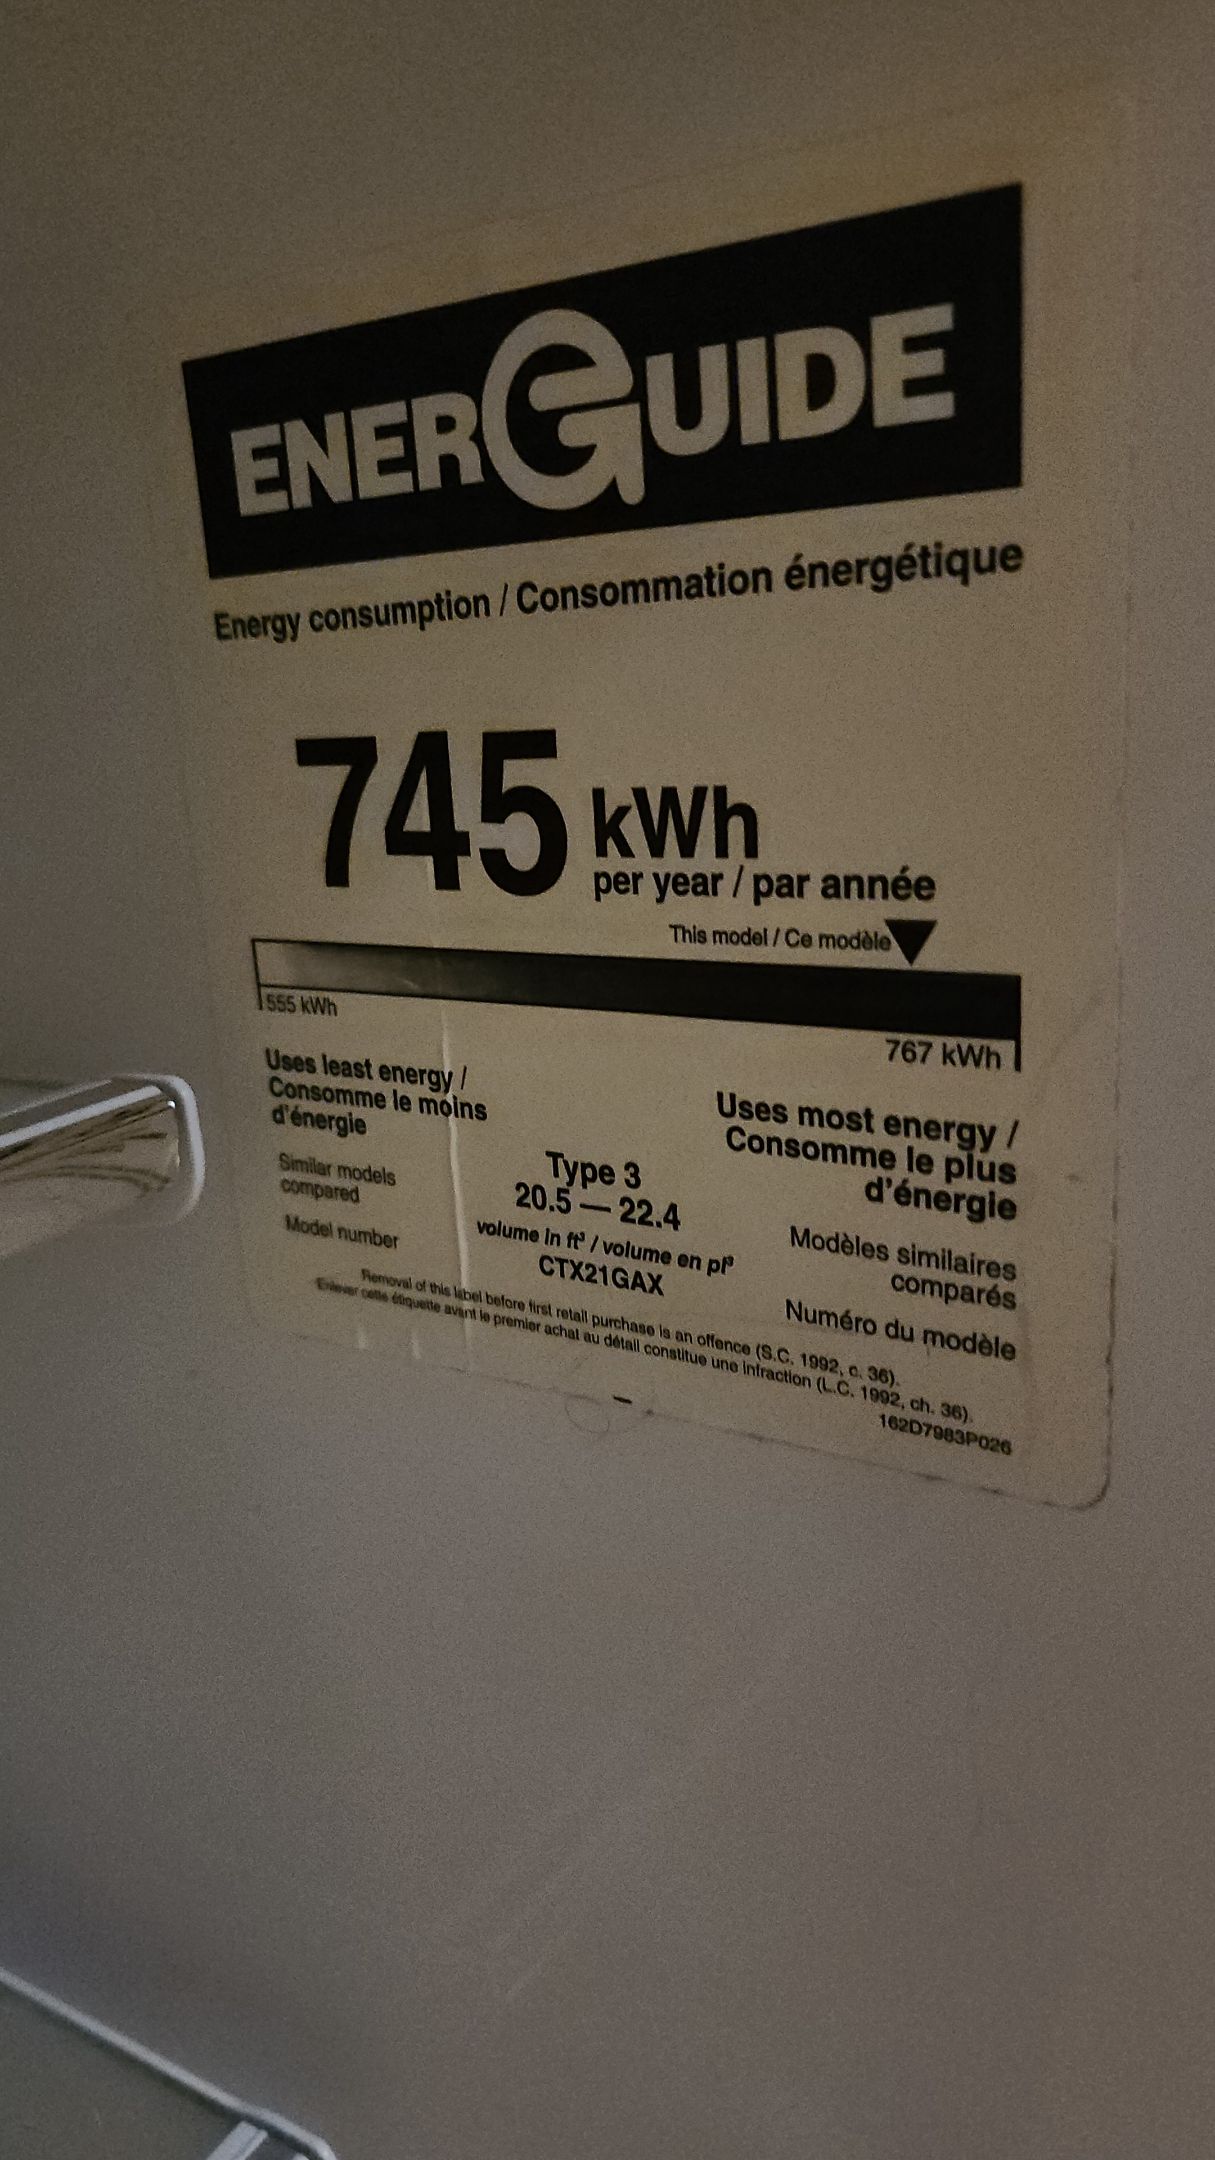 ENERGUIDE
Energy consumption / Consommation énergétique
745 kWh
per year / par année
This model / Ce modèle
555 kWh
767 kWh
Uses least energy /
Consomme le moins
d'énergie
Uses most energy /
Consomme le plus
d'énergie
Similar models
compared
Type 3
20.5 — 22.4
volume in ft³ / volume en pi³
Modèles similaires
comparés
Model number
CTX21GAX
Numéro du modèle
Removal of this label before first retail purchase is an offence (S.C. 1992, c. 36).
Enlever cette étiquette avant le premier achat au détail constitue une infraction (L.C. 1992, ch. 36).
162D7983P026